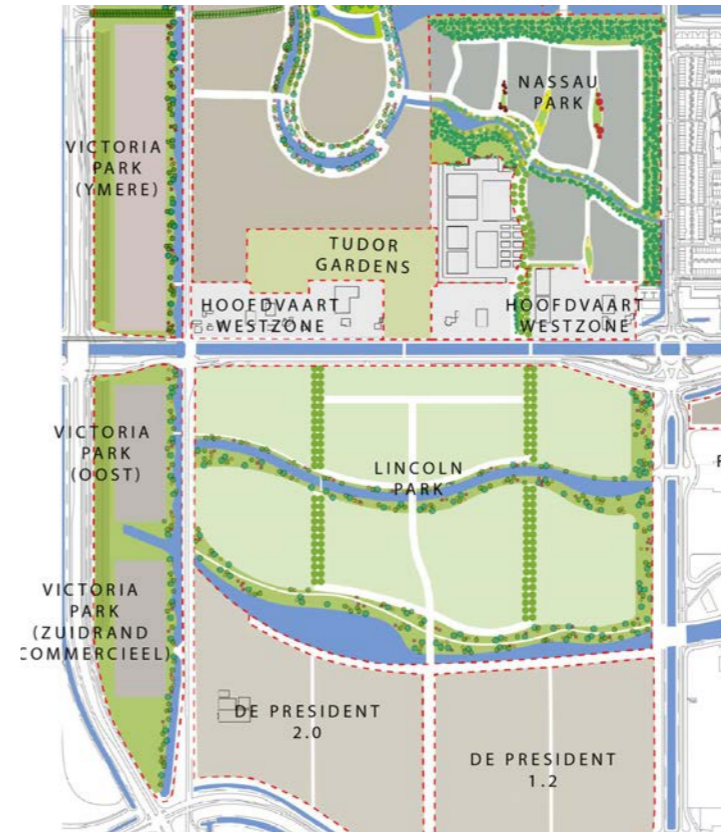 NASSAU
PARK
VICTORIA
PARK
(YMERE)
TUDOR
GARDENS
HOOFDVAART
WESTZONE
HOOFDVAART
WESTZONE
VICTORIA
PARK
(OOST)
LINCOLN
PARK
VICTORIA
PARK
(ZUIDRAND
COMMERCIEEL)
DE PRESIDENT
2.0
DE PRESIDENT
1.2